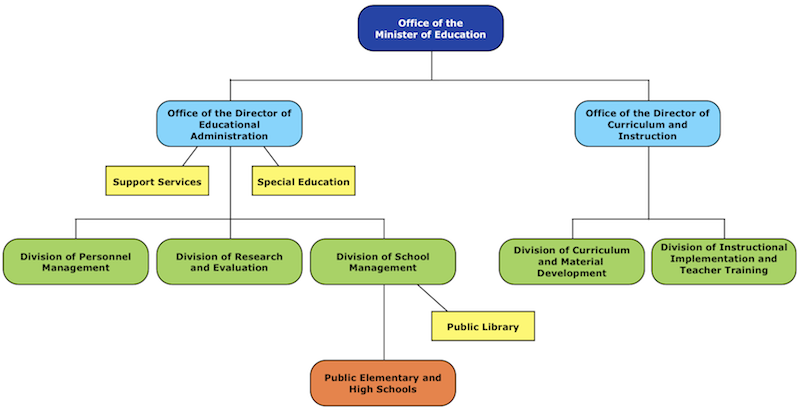 Office of the
Minister of Education
Office of the Director of
Educational
Administration
Office of the Director of
Curriculum and
Instruction
Support Services
Special Education
Division of Personnel
Management
Division of Research
and Evaluation
Division of School
Management
Division of Curriculum
and Material
Development
Division of Instructional
Implementation and
Teacher Training
Public Library
Public Elementary and
High Schools